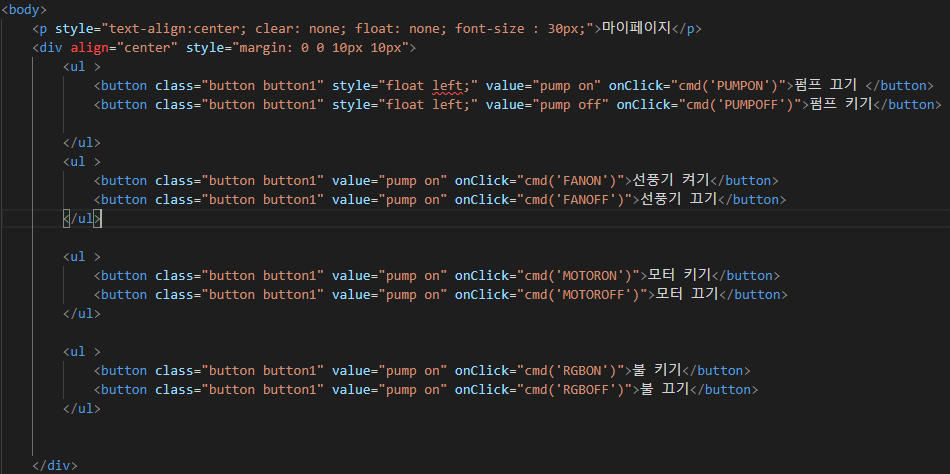 <body>
<p style="text-align:center; clear: none; float: none; font-size : 30px;">마이페이지</p>
<div align="center" style="margin: 0 0 10px 10px">
<ul >
<button class="button button1" style="float left;" value="pump on" onClick="cmd('PUMPON')">펌프 끄기 </button>
<button class="button button1" style="float left;" value="pump off" onClick="cmd('PUMPOFF')">펌프 키기</button>
</ul>
<ul >
<button class="button button1" value="pump on" onClick="cmd('FANON')">선풍기 켜기</button>
<button class="button button1" value="pump on" onClick="cmd('FANOFF')">선풍기 끄기</button>
</ul>
<ul >
<button class="button button1" value="pump on" onClick="cmd('MOTORON')">모터 키기</button>
<button class="button button1" value="pump on" onClick="cmd('MOTOROFF')">모터 끄기</button>
</ul>
<ul >
<button class="button button1" value="pump on" onClick="cmd('RGBON')">불 키기</button>
<button class="button button1" value="pump on" onClick="cmd('RGBOFF')">불 끄기</button>
</ul>
</div>